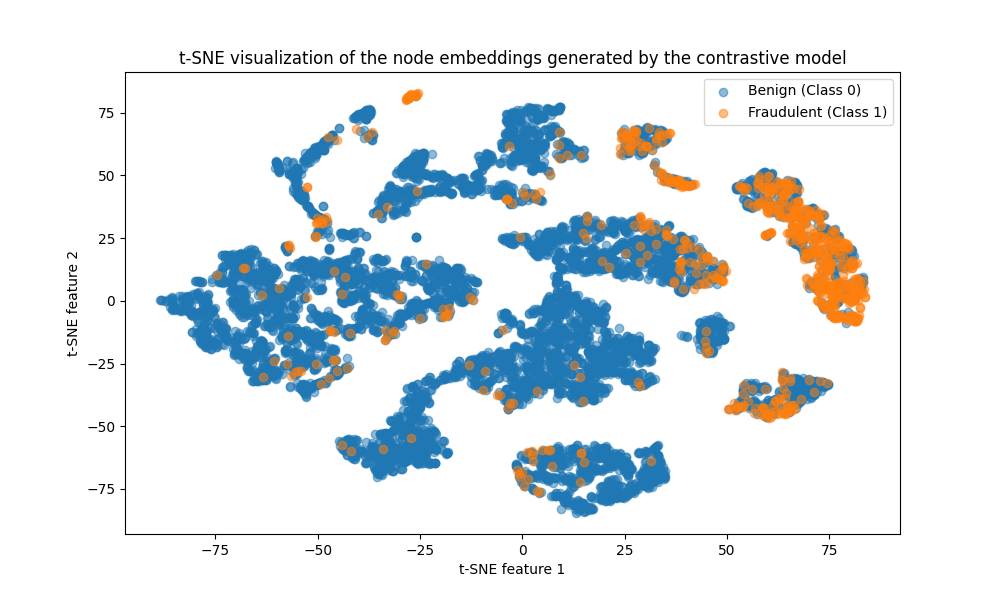 t-SNE visualization of the node embeddings generated by the contrastive model
Benign (Class 0)
Fraudulent (Class 1)
75
50
25
0
−25
−50
−75
t-SNE feature 2
−75
−50
−25
0
25
50
75
t-SNE feature 1